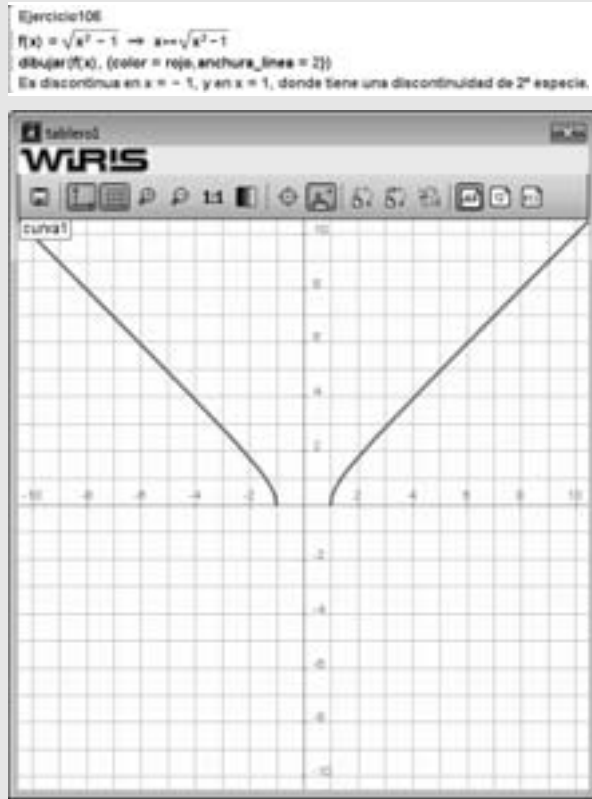 Ejercicio106
f(x) = √x² − 1 → x↦√x²−1
dibujar(f(x), {color = rojo, anchura_línea = 2})
Es discontinua en x = − 1, y en x = 1, donde tiene una discontinuidad de 2ª especie.
tablero1
WIRIS
1:1
curva1
10
8
6
4
2
-10 -8 -6 -4 -2 2 4 6 8 10
-2
-4
-6
-8
-10